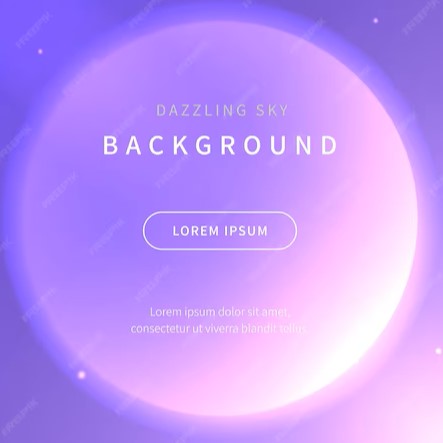 DAZZLING SKY
BACKGROUND
LOREM IPSUM
Lorem ipsum dolor sit amet,
consectetur ut viverra blandit tellus.